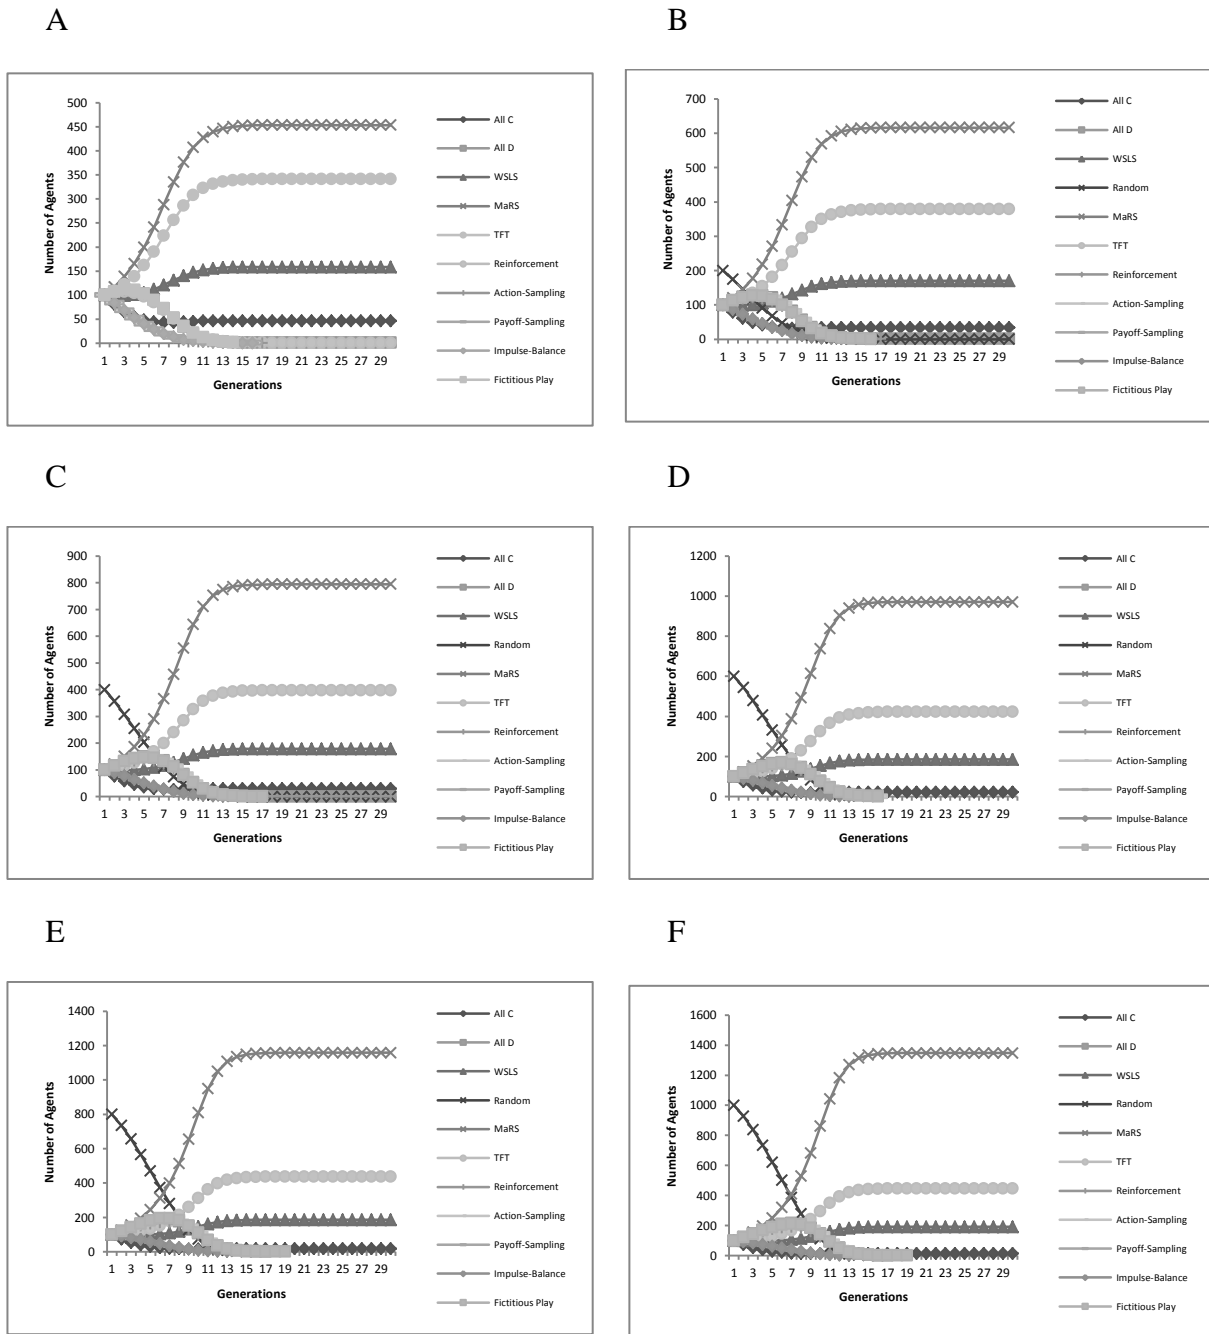 A
500
450
400
350
300
250
200
150
100
50
0
Number of Agents
1 3 5 7 9 11 13 15 17 19 21 23 25 27 29
Generations
All C
All D
WSLS
MaRS
TFT
Reinforcement
Action-Sampling
Payoff-Sampling
Impulse-Balance
Fictitious Play
B
700
600
500
400
300
200
100
0
Number of Agents
1 3 5 7 9 11 13 15 17 19 21 23 25 27 29
Generations
All C
All D
WSLS
Random
MaRS
TFT
Reinforcement
Action-Sampling
Payoff-Sampling
Impulse-Balance
Fictitious Play
C
900
800
700
600
500
400
300
200
100
0
Number of Agents
1 3 5 7 9 11 13 15 17 19 21 23 25 27 29
Generations
All C
All D
WSLS
Random
MaRS
TFT
Reinforcement
Action-Sampling
Payoff-Sampling
Impulse-Balance
Fictitious Play
D
1200
1000
800
600
400
200
0
Number of Agents
1 3 5 7 9 11 13 15 17 19 21 23 25 27 29
Generations
All C
All D
WSLS
Random
MaRS
TFT
Reinforcement
Action-Sampling
Payoff-Sampling
Impulse-Balance
Fictitious Play
E
1400
1200
1000
800
600
400
200
0
Number of Agents
1 3 5 7 9 11 13 15 17 19 21 23 25 27 29
Generations
All C
All D
WSLS
Random
MaRS
TFT
Reinforcement
Action-Sampling
Payoff-Sampling
Impulse-Balance
Fictitious Play
F
1600
1400
1200
1000
800
600
400
200
0
Number of Agents
1 3 5 7 9 11 13 15 17 19 21 23 25 27 29
Generations
All C
All D
WSLS
Random
MaRS
TFT
Reinforcement
Action-Sampling
Payoff-Sampling
Impulse-Balance
Fictitious Play